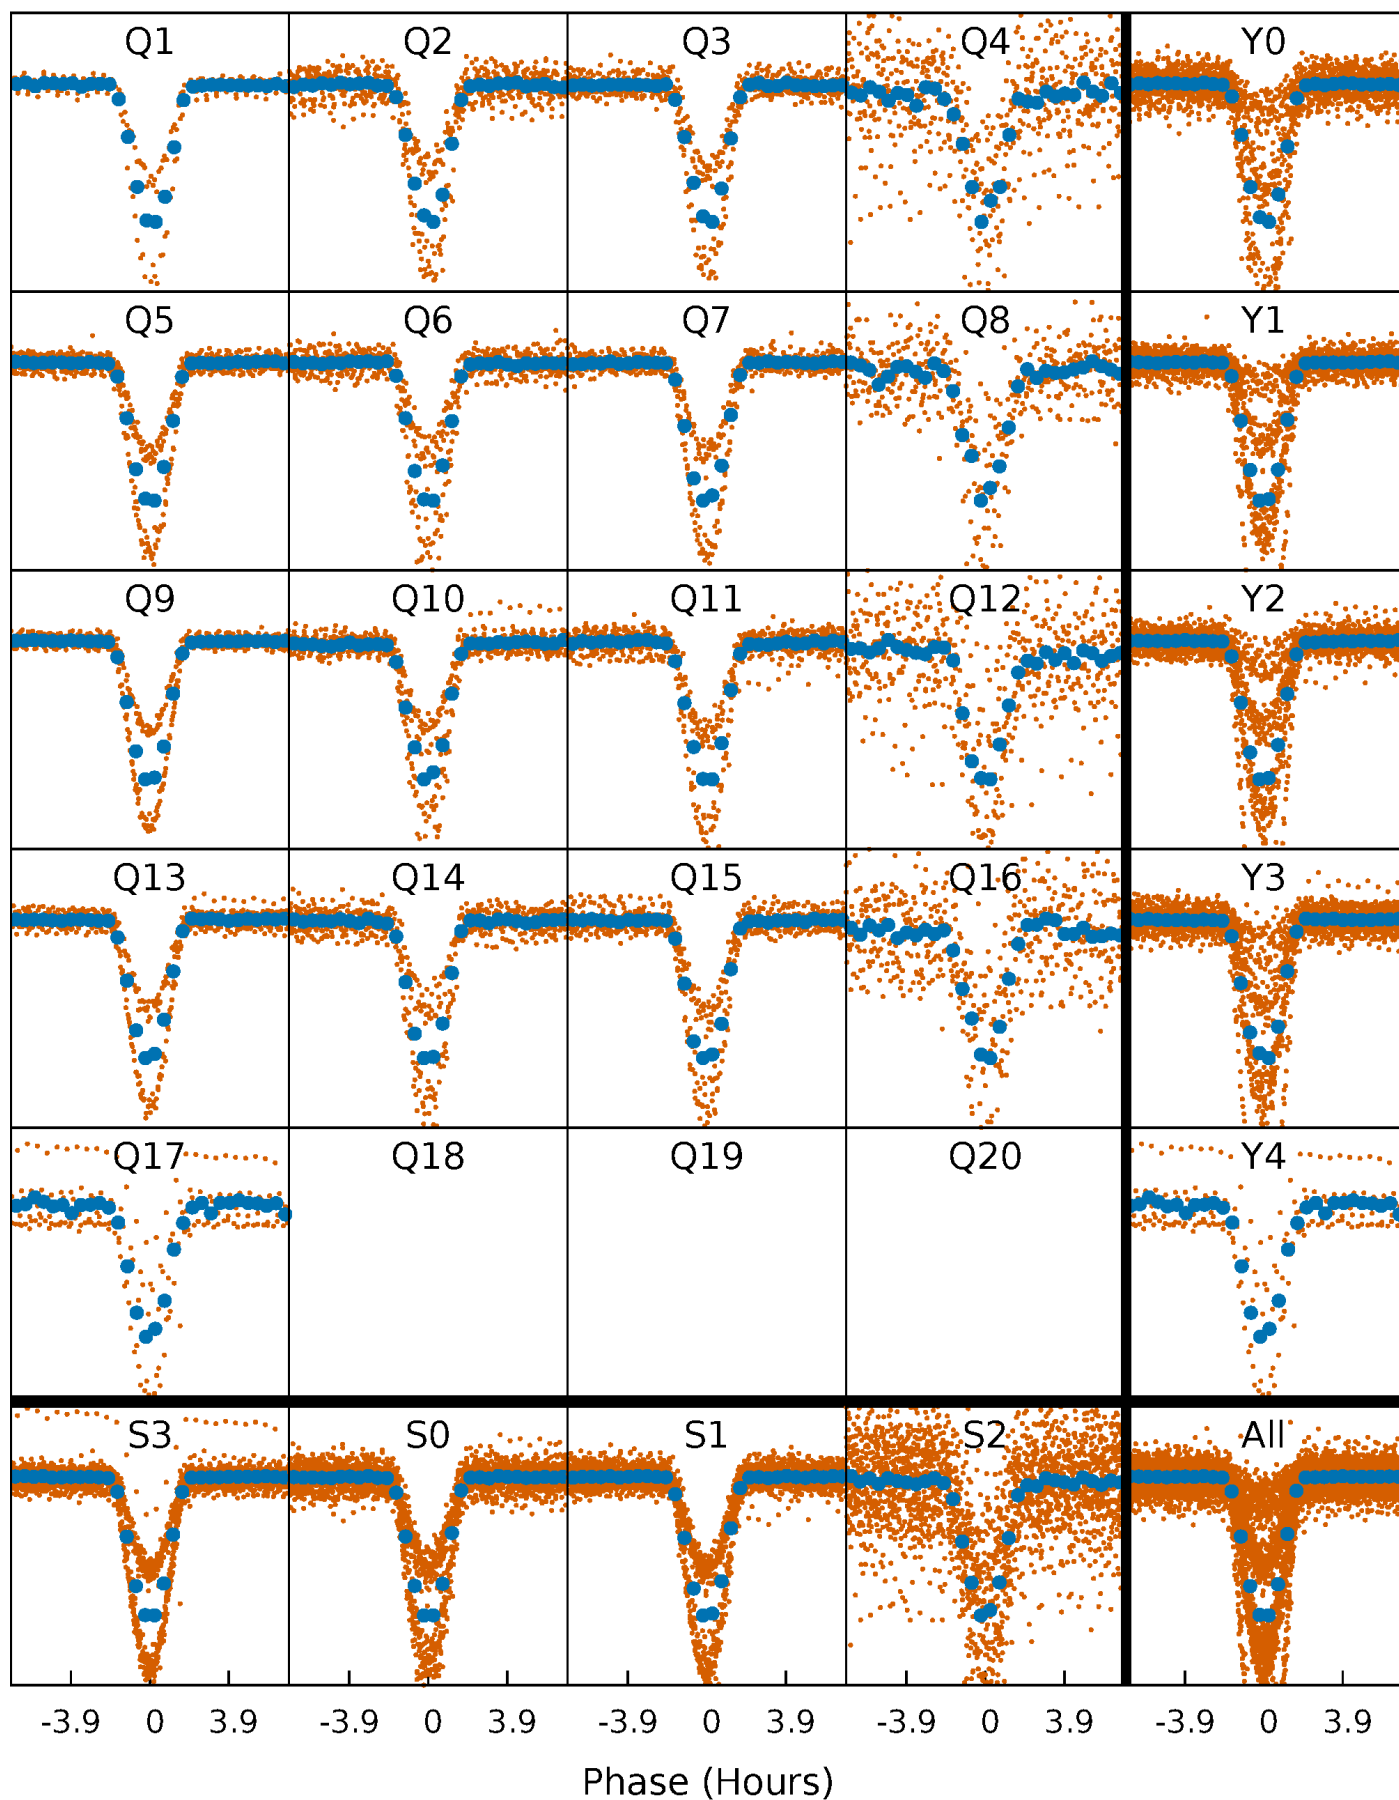 Q1 Q2 Q3 Q4 Y0
Q5 Q6 Q7 Q8 Y1
Q9 Q10 Q11 Q12 Y2
Q13 Q14 Q15 Q16 Y3
Q17 Q18 Q19 Q20 Y4
S3 S0 S1 S2 All
-3.9 0 3.9 -3.9 0 3.9 -3.9 0 3.9 -3.9 0 3.9 -3.9 0 3.9
Phase (Hours)